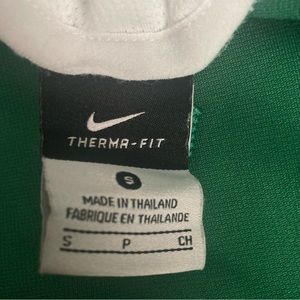 THERMA-FIT
S
MADE IN THAILAND
FABRIQUE EN THAILANDE
S P CH